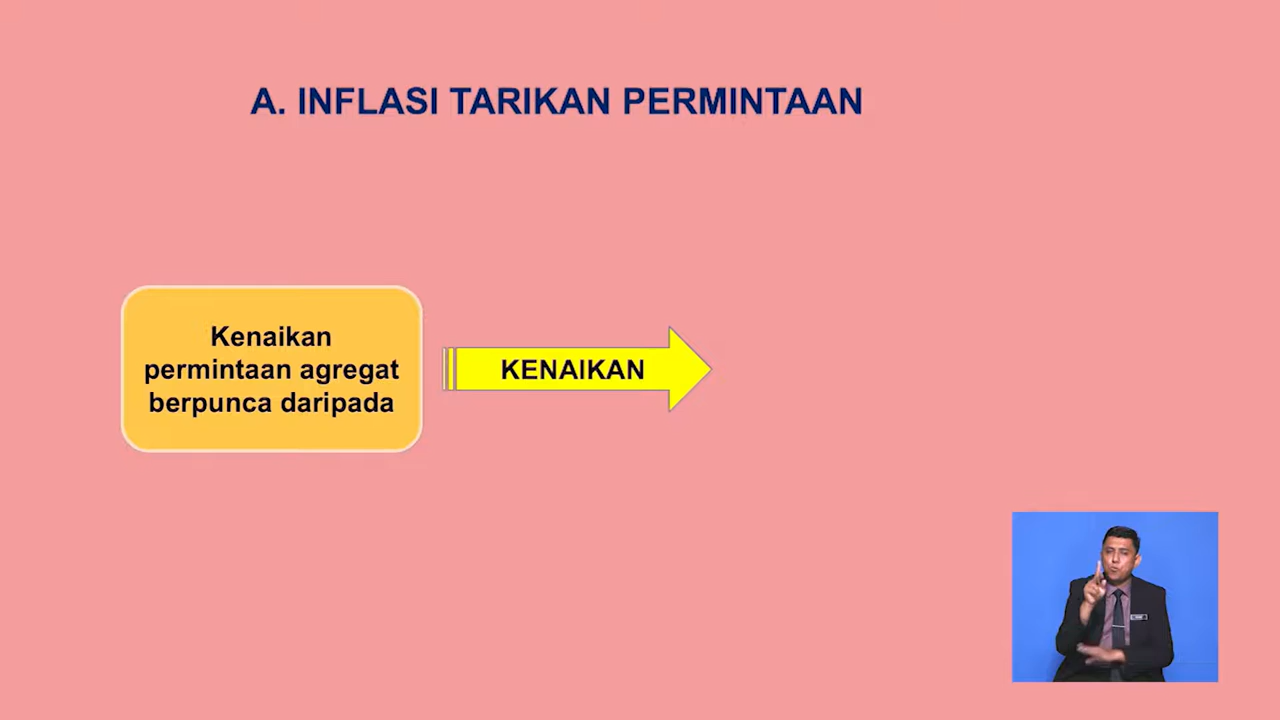 A. INFLASI TARIKAN PERMINTAAN
Kenaikan
permintaan agregat
berpunca daripada
KENAIKAN